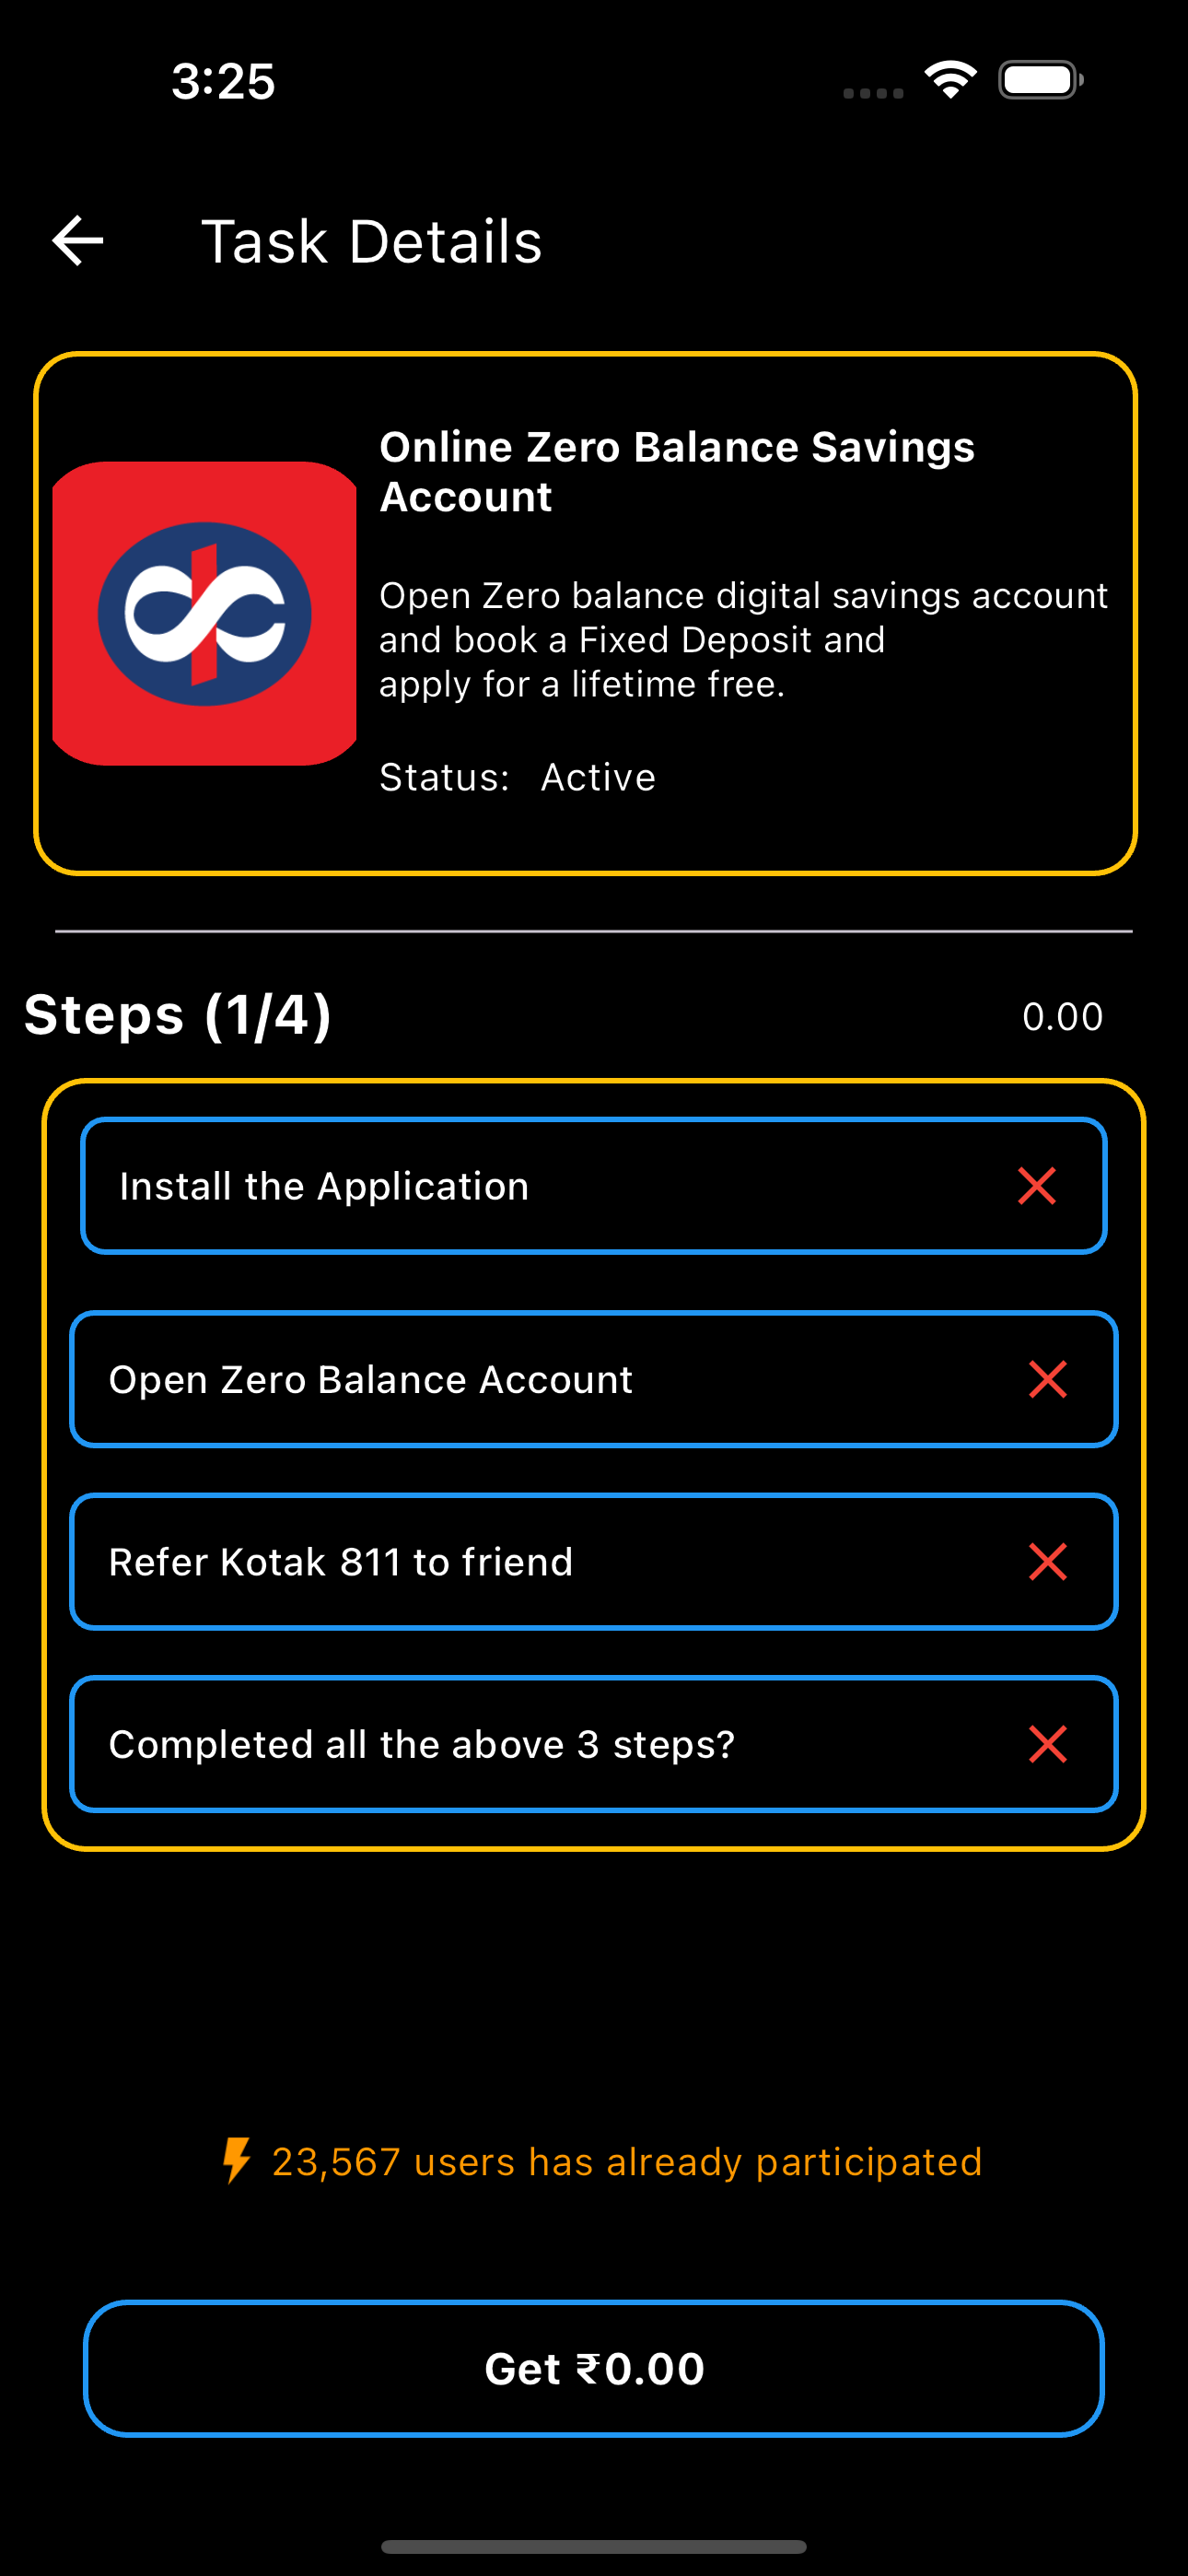 3:25
Task Details
Online Zero Balance Savings
Account
Open Zero balance digital savings account
and book a Fixed Deposit and
apply for a lifetime free.
Status: Active
Steps (1/4)
0.00
Install the Application
Open Zero Balance Account
Refer Kotak 811 to friend
Completed all the above 3 steps?
23,567 users has already participated
Get ₹0.00